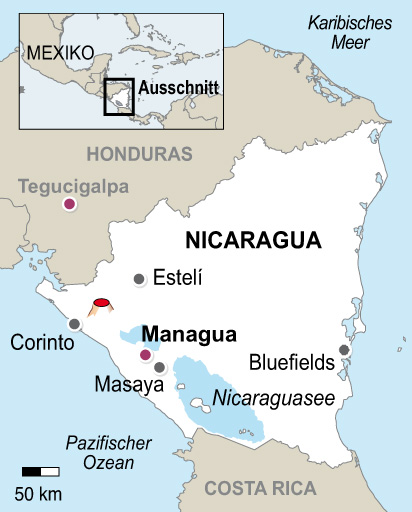 Karibisches
Meer
MEXIKO
Ausschnitt
HONDURAS
Tegucigalpa
NICARAGUA
Estelí
Corinto
Managua
Masaya
Bluefields
Nicaraguasee
Pazifischer
Ozean
50 km
COSTA RICA